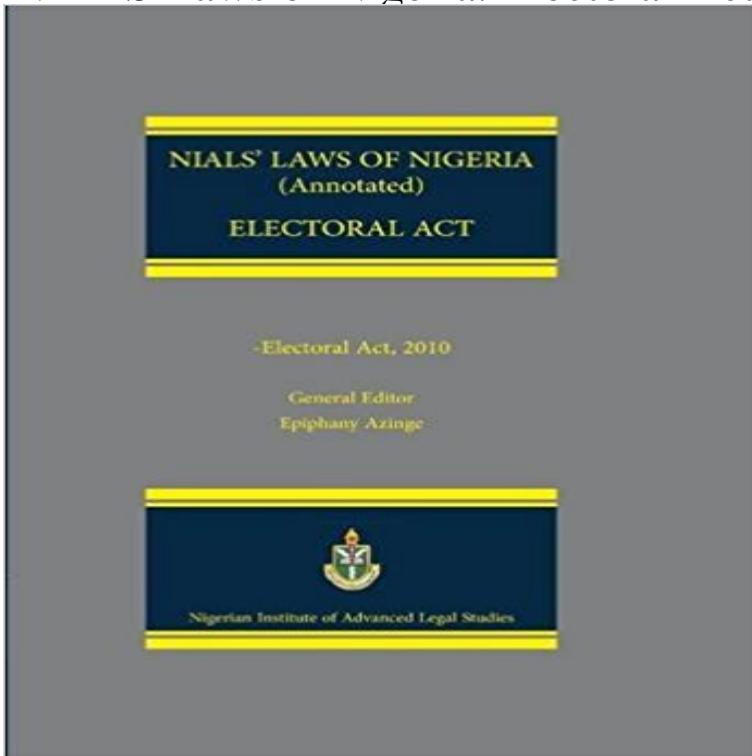 NIALS' LAWS OF NIGERIA
(Annotated)
ELECTORAL ACT
-Electoral Act, 2010
General Editor
Epiphany Azinge
Nigerian Institute of Advanced Legal Studies